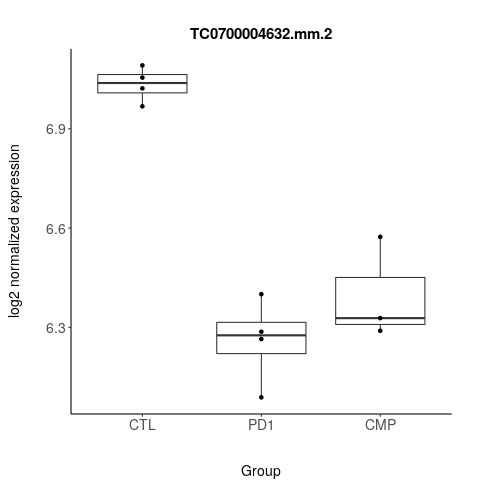 TC0700004632.mm.2
log2 normalized expression
6.9
6.6
6.3
CTL
PD1
CMP
Group